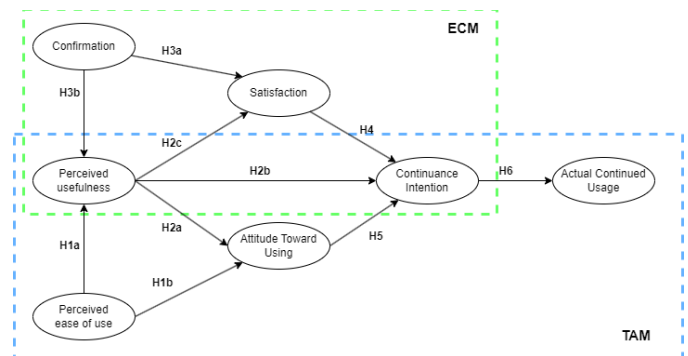 ECM
Confirmation
H3a
H3b
Satisfaction
H2c
H4
Perceived
usefulness
H2b
Continuance
Intention
H6
Actual Continued
Usage
H2a
Attitude Toward
Using
H5
H1a
H1b
Perceived
ease of use
TAM